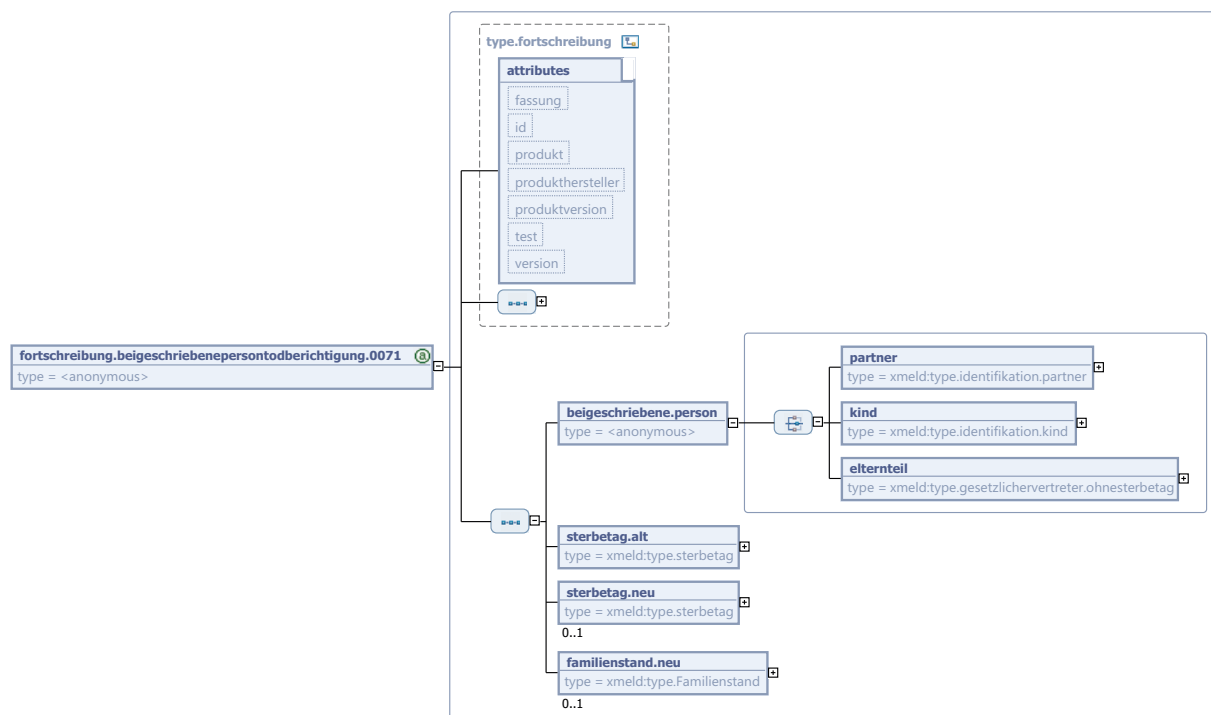 type.fortschreibung
attributes
fassung
id
produkt
produkthersteller
produktversion
test
version
fortschreibung.beigeschriebenepersontodberichtigung.0071
a
type = <anonymous>
beigeschriebene.person
type = <anonymous>
partner
type = xmeld:type.identifikation.partner
kind
type = xmeld:type.identifikation.kind
elternteil
type = xmeld:type.gesetzlichervertreter.ohnesterbetag
sterbetag.alt
type = xmeld:type.sterbetag
sterbetag.neu
type = xmeld:type.sterbetag
0..1
familienstand.neu
type = xmeld:type.Familienstand
0..1